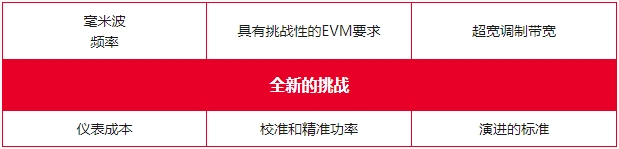 毫米波
频率
具有挑战性的EVM要求
超宽调制带宽
全新的挑战
仪表成本
校准和精准功率
演进的标准